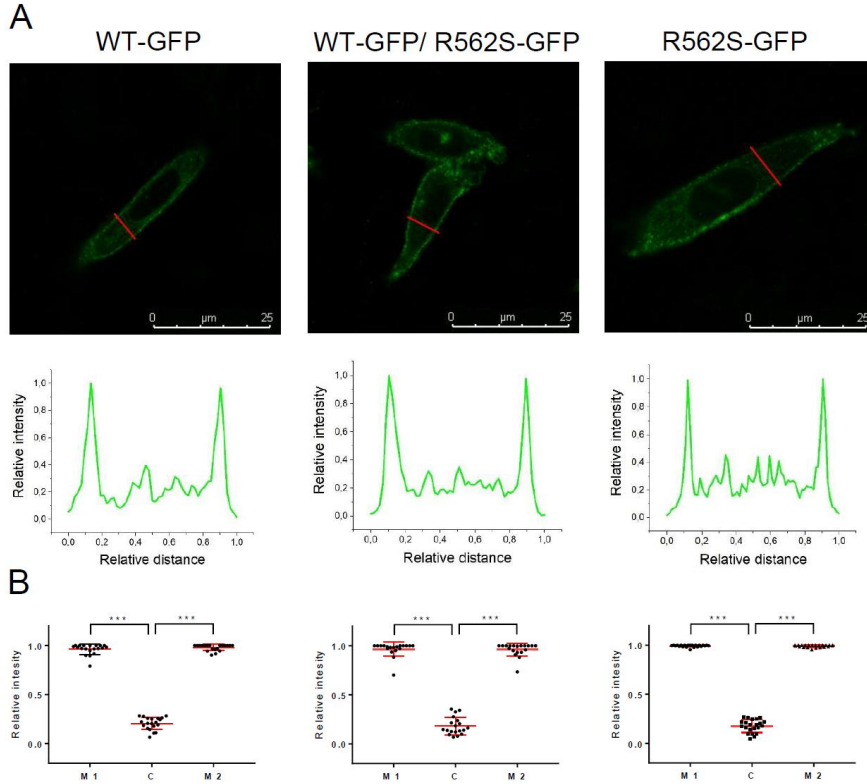 A
WT-GFP
WT-GFP/ R562S-GFP
R562S-GFP
0 µm 25
0 µm 25
0 µm 25
Relative intensity
1,0
0,8
0,6
0,4
0,2
0,0
0,0 0,2 0,4 0,6 0,8 1,0
Relative distance
Relative intensity
1,0
0,8
0,6
0,4
0,2
0,0
0,0 0,2 0,4 0,6 0,8 1,0
Relative distance
Relative intensity
1,0
0,8
0,6
0,4
0,2
0,0
0,0 0,2 0,4 0,6 0,8 1,0
Relative distance
B
Relative intesity
1.0
0.5
0.0
*** ***
M 1 C M 2
Relative intesity
1.0
0.5
0.0
*** ***
M 1 C M 2
Relative intesity
1.0
0.5
0.0
*** ***
M 1 C M 2